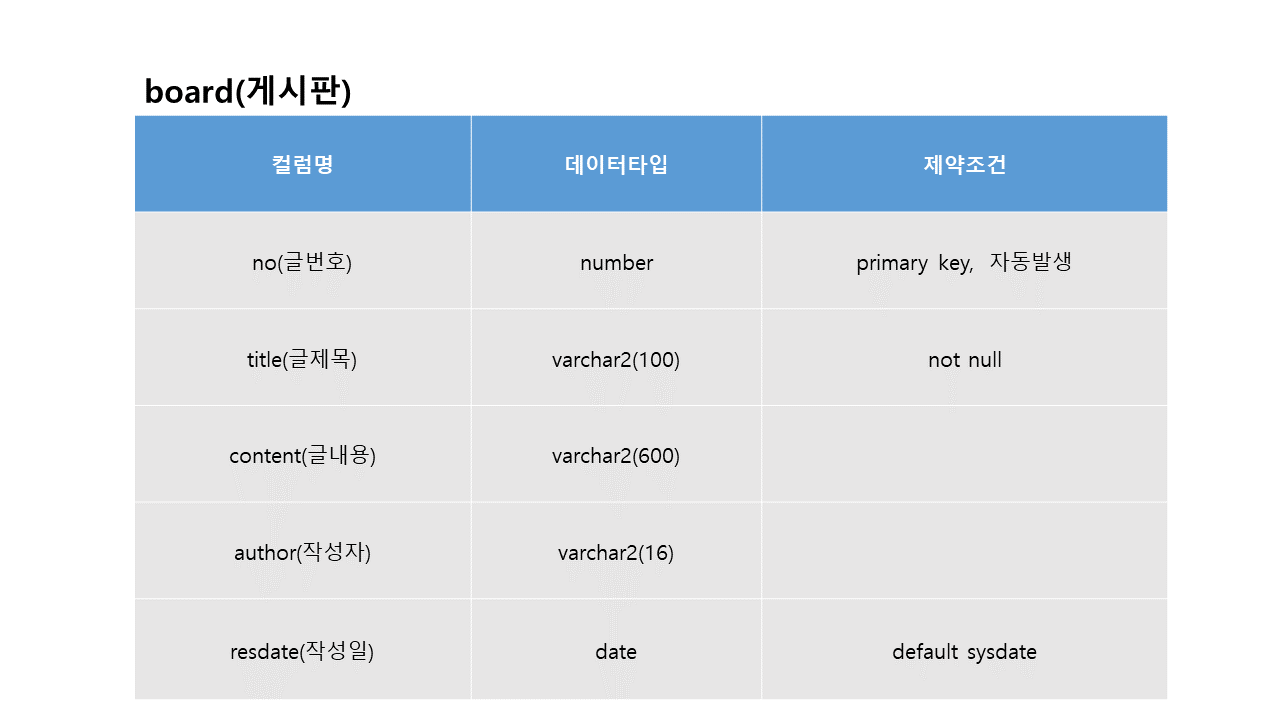 board(게시판)
컬럼명 데이터타입 제약조건
no(글번호) number primary key, 자동발생
title(글제목) varchar2(100) not null
content(글내용) varchar2(600)
author(작성자) varchar2(16)
resdate(작성일) date default sysdate